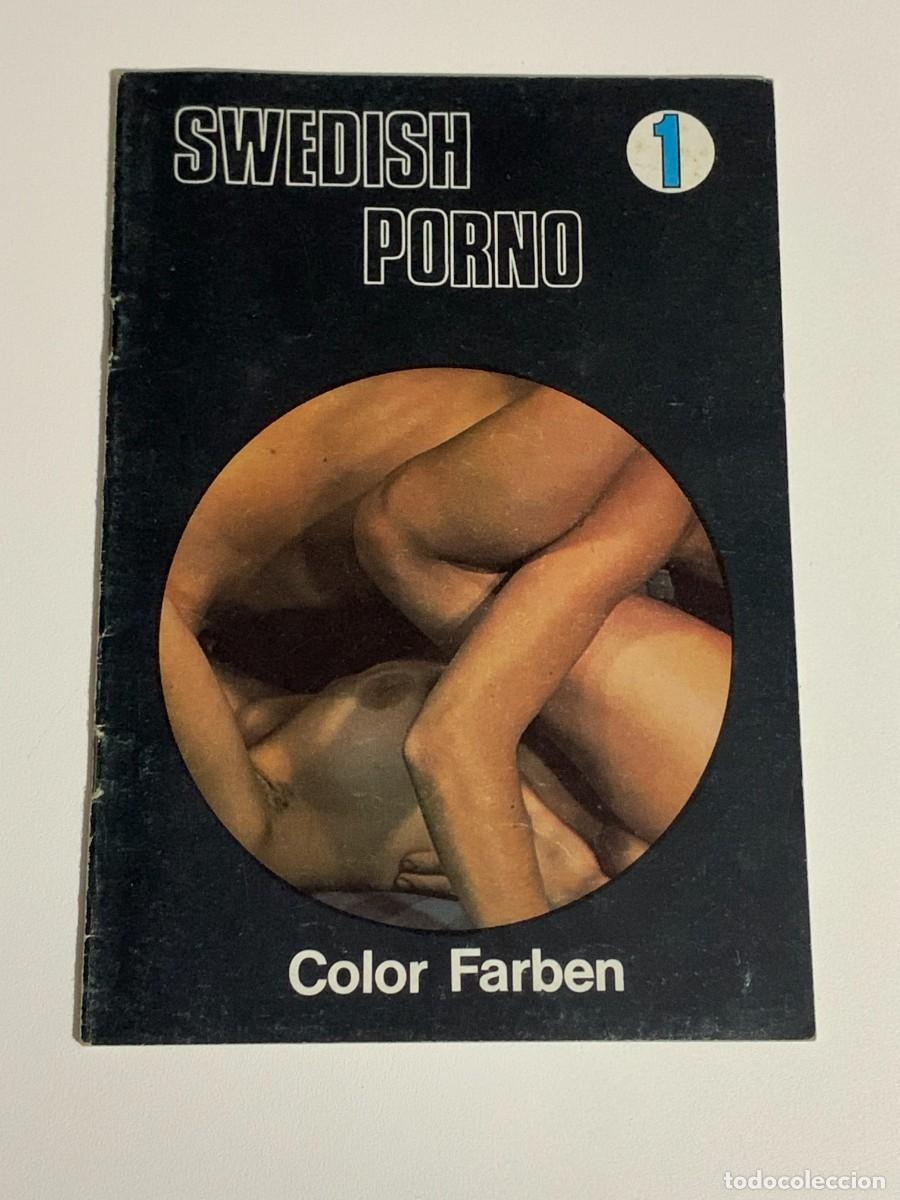 SWEDISH
1
PORNO
Color Farben
todocoleccion